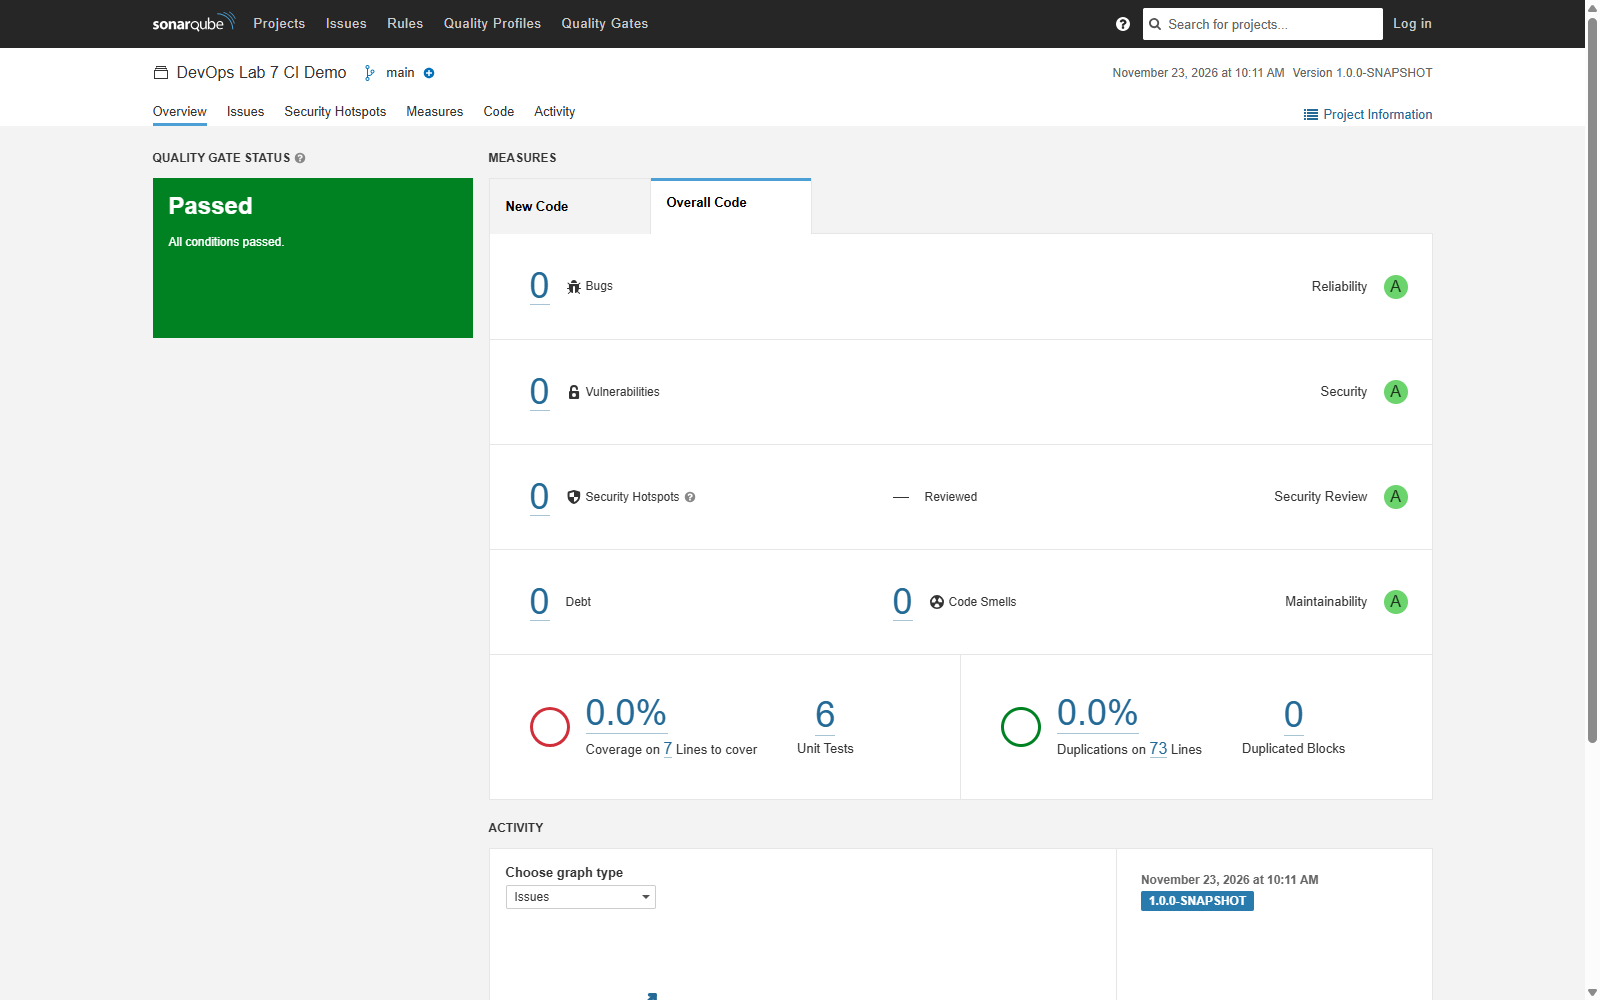 sonarqube Projects Issues Rules Quality Profiles Quality Gates Search for projects... Log in
DevOps Lab 7 CI Demo main November 23, 2026 at 10:11 AM Version 1.0.0-SNAPSHOT
Overview Issues Security Hotspots Measures Code Activity Project Information
QUALITY GATE STATUS
Passed
All conditions passed.
MEASURES
New Code Overall Code
0 Bugs Reliability A
0 Vulnerabilities Security A
0 Security Hotspots — Reviewed Security Review A
0 Debt 0 Code Smells Maintainability A
0.0%
Coverage on 7 Lines to cover
6
Unit Tests
0.0%
Duplications on 73 Lines
0
Duplicated Blocks
ACTIVITY
Choose graph type
Issues
November 23, 2026 at 10:11 AM
1.0.0-SNAPSHOT